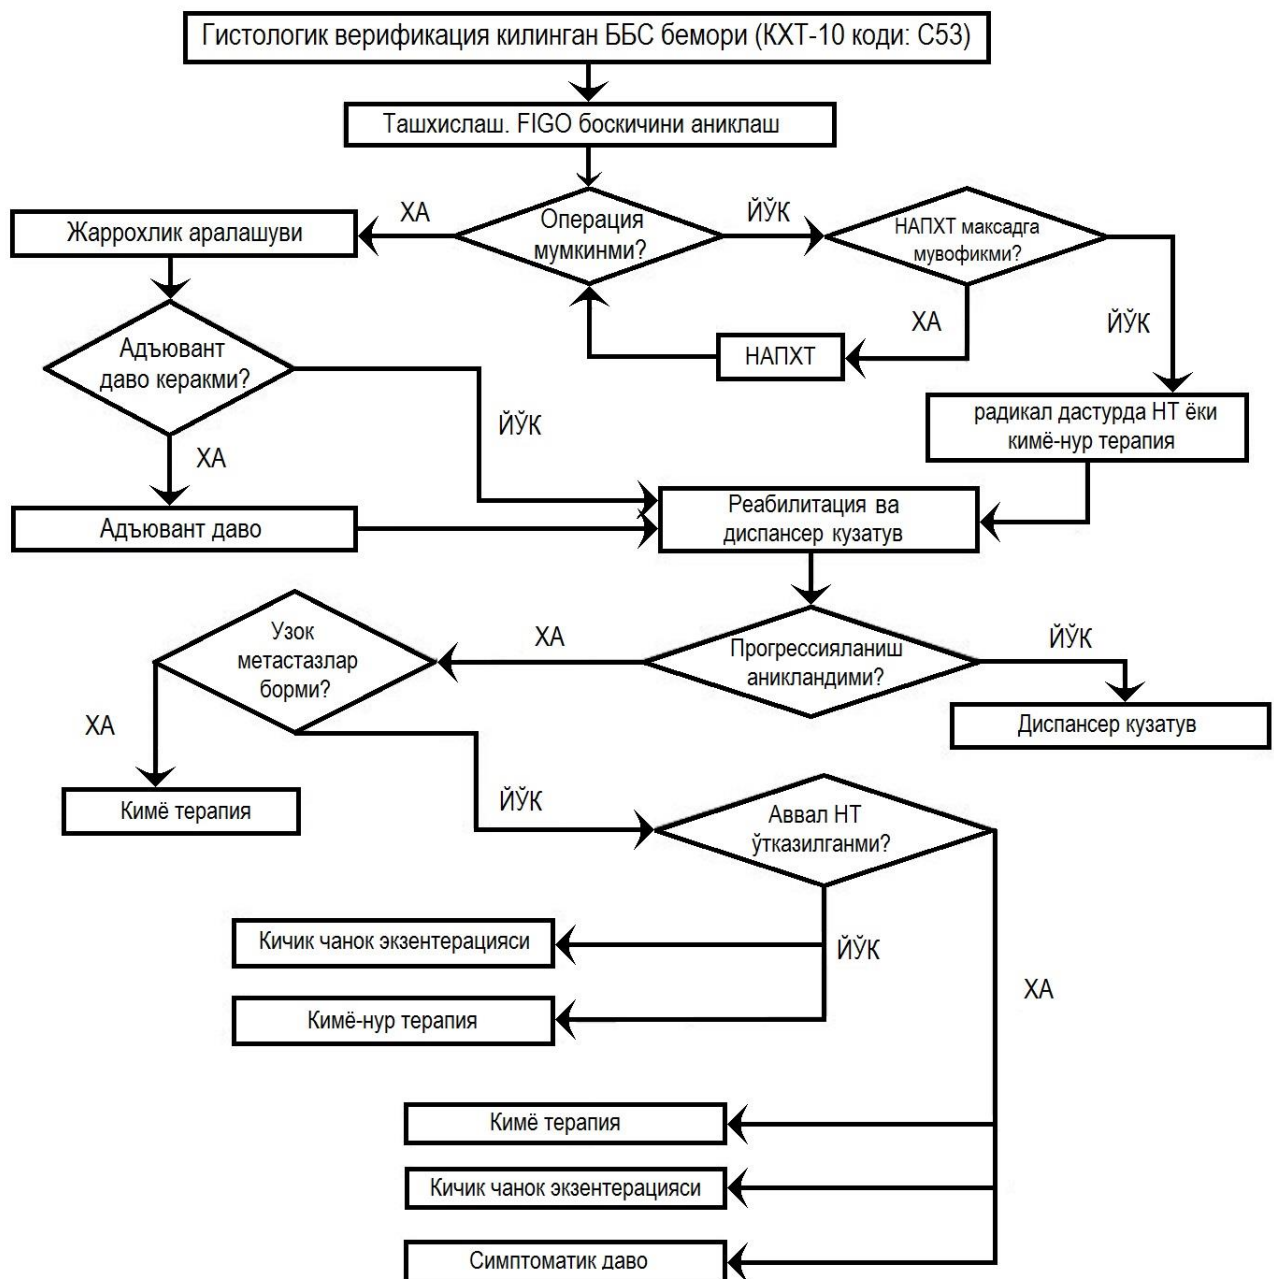 Гистологик верификация килинган ББС бемори (КХТ-10 коди: С53)
Ташхислаш. FIGO боскичини аниклаш
Операция
мумкинми?
ХА
ЙЎК
Жаррохлик аралашуви
НАПХТ максадга
мувофикми?
ХА
ЙЎК
НАПХТ
Адъювант
даво керакми?
ЙЎК
ХА
радикал дастурда НТ ёки
кимё-нур терапия
Адъювант даво
Реабилитация ва
диспансер кузатув
Прогрессияланиш
аникландими?
ХА
ЙЎК
Узок
метастазлар
борми?
Диспансер кузатув
ХА
ЙЎК
Кимё терапия
Аввал НТ
ўтказилганми?
ЙЎК
ХА
Кичик чанок экзентерацияси
Кимё-нур терапия
Кимё терапия
Кичик чанок экзентерацияси
Симптоматик даво